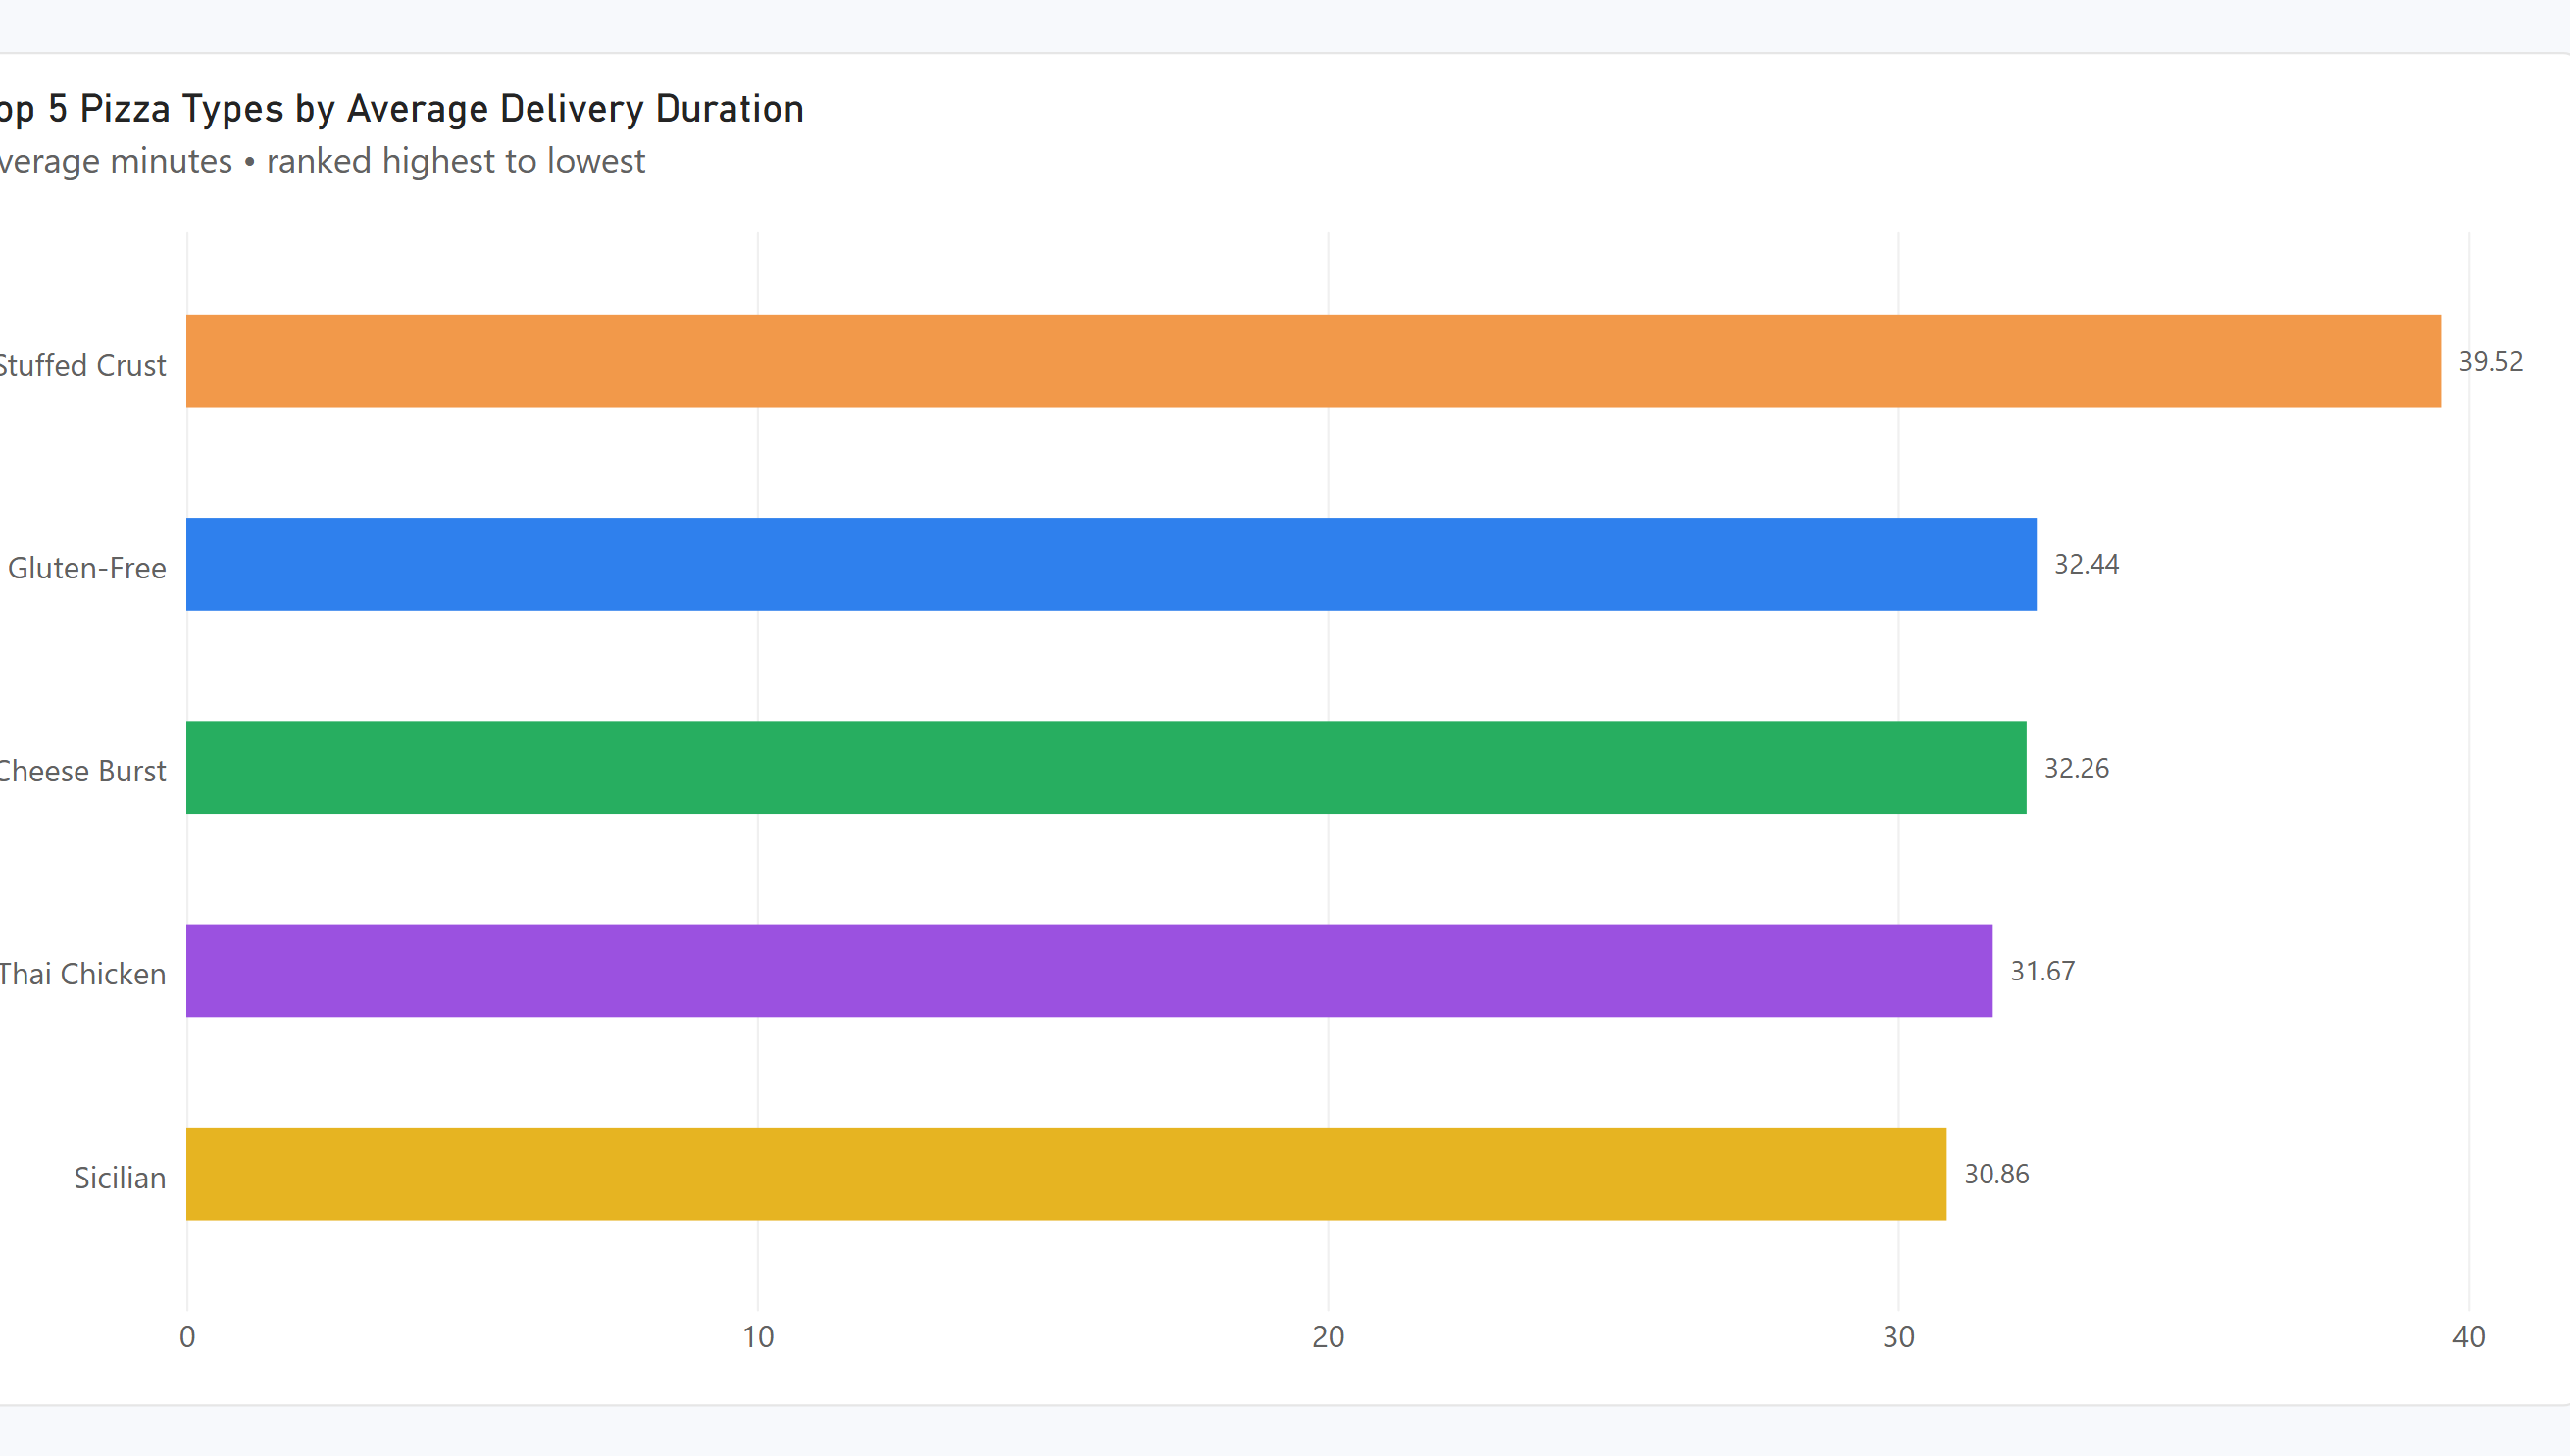 op 5 Pizza Types by Average Delivery Duration
verage minutes • ranked highest to lowest
Stuffed Crust 39.52
Gluten-Free 32.44
Cheese Burst 32.26
Thai Chicken 31.67
Sicilian 30.86
0 10 20 30 40